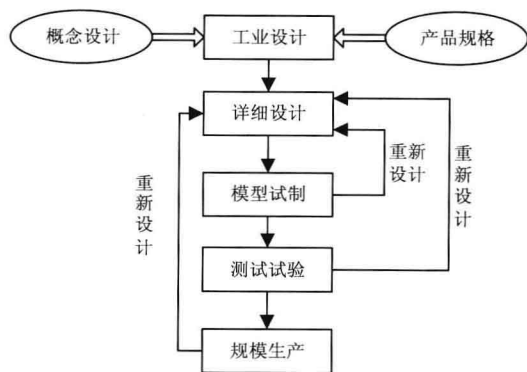 概念设计
工业设计
产品规格
详细设计
重新
设计
重新设计
重新设计
模型试制
测试试验
规模生产